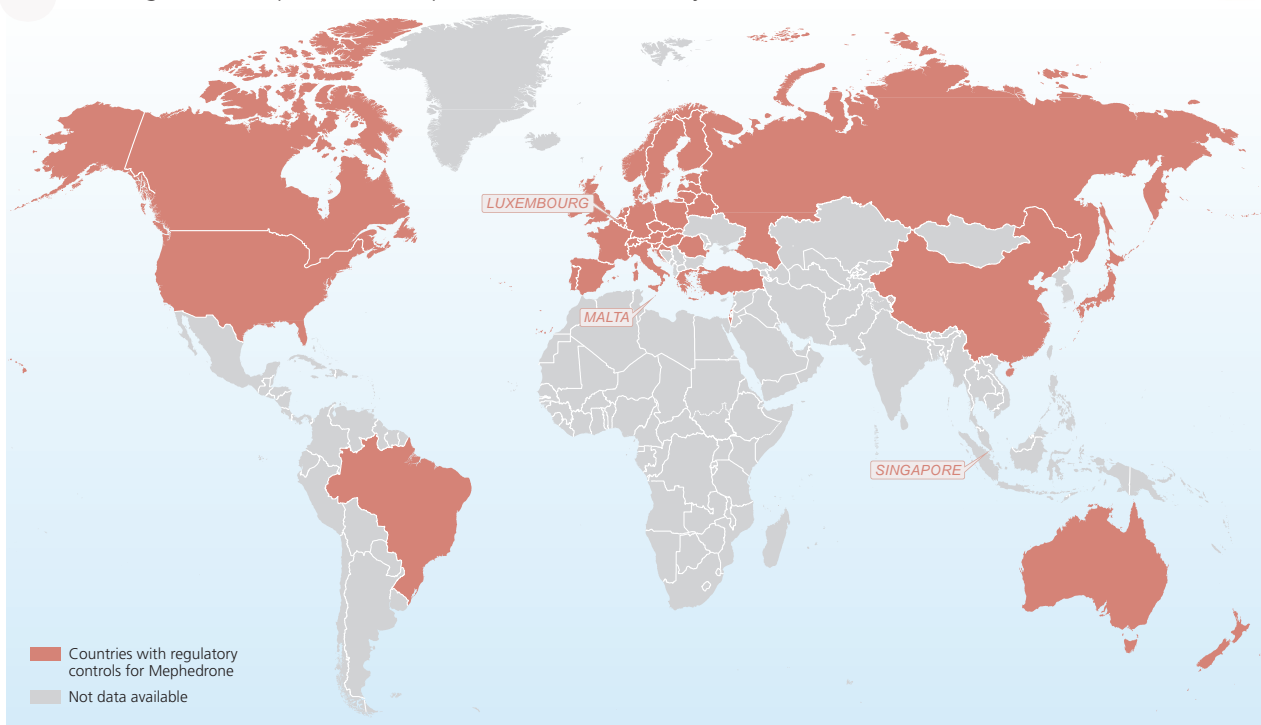 LUXEMBOURG
MALTA
SINGAPORE
Countries with regulatory
controls for Mephedrone
Not data available